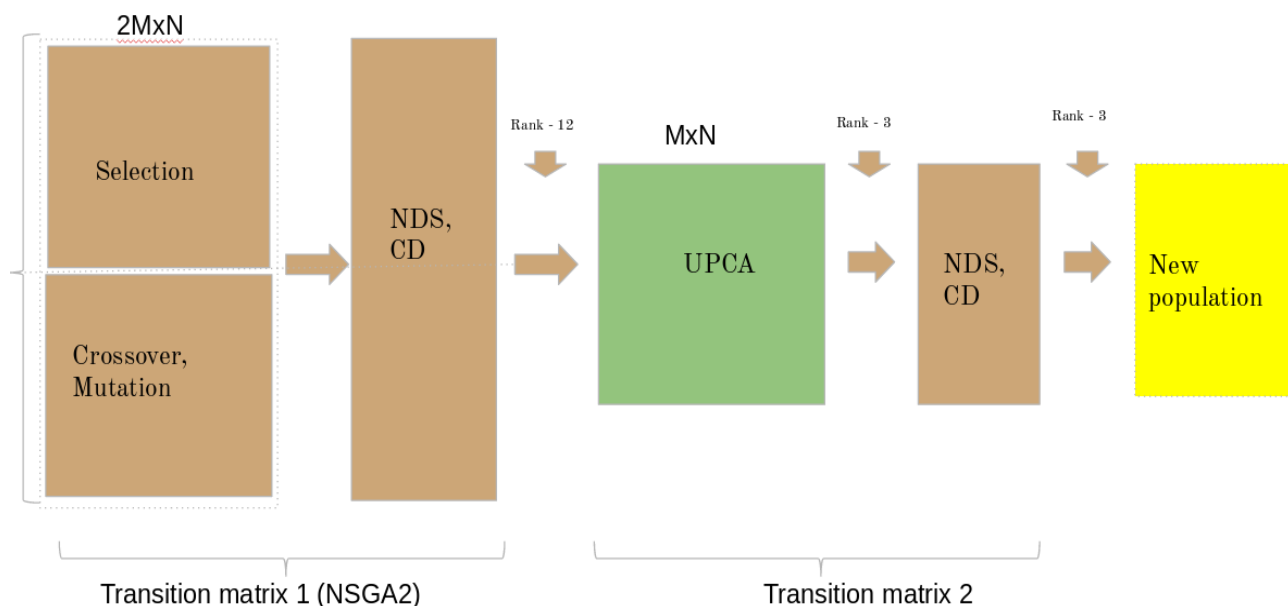 2MxN
Selection
Crossover,
Mutation
NDS,
CD
Rank - 12
MxN
UPCA
Rank - 3
NDS,
CD
Rank - 3
New
population
Transition matrix 1 (NSGA2)
Transition matrix 2